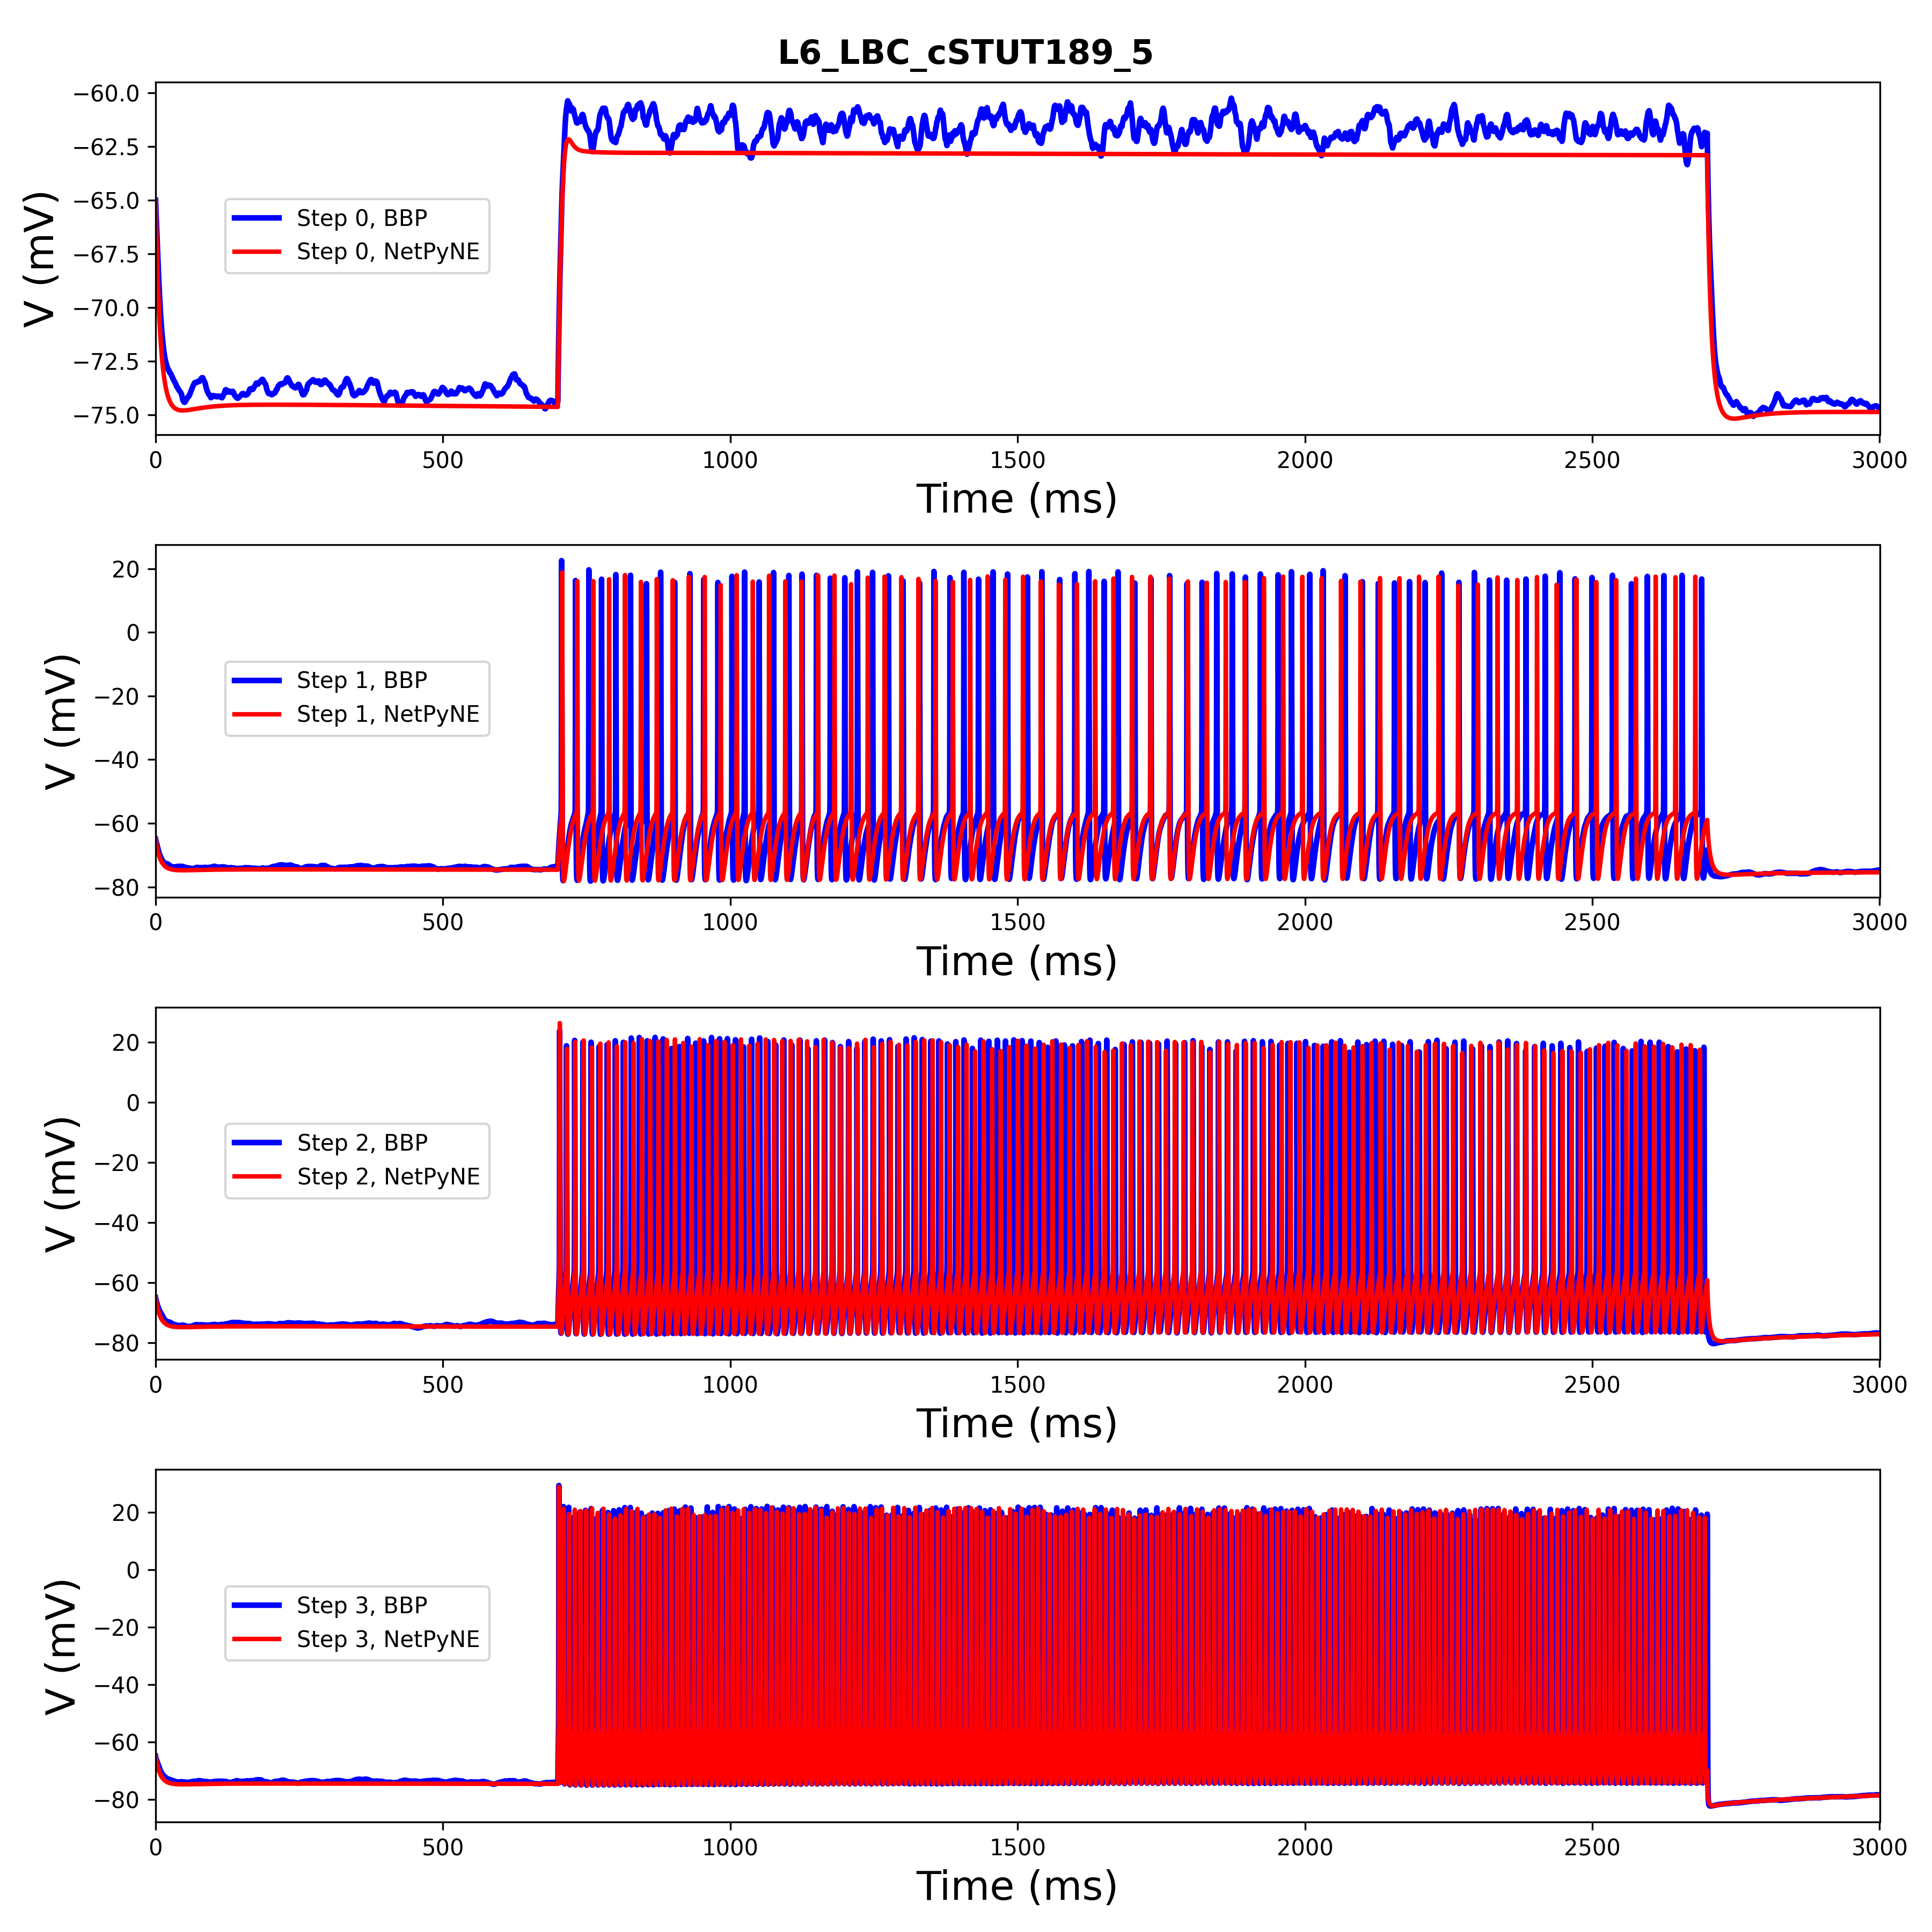 L6_LBC_cSTUT189_5
−60.0
−62.5
−65.0
−67.5
−70.0
−72.5
−75.0
V (mV)
Step 0, BBP
Step 0, NetPyNE
0 500 1000 1500 2000 2500 3000
Time (ms)
20
0
−20
−40
−60
−80
V (mV)
Step 1, BBP
Step 1, NetPyNE
0 500 1000 1500 2000 2500 3000
Time (ms)
20
0
−20
−40
−60
−80
V (mV)
Step 2, BBP
Step 2, NetPyNE
0 500 1000 1500 2000 2500 3000
Time (ms)
20
0
−20
−40
−60
−80
V (mV)
Step 3, BBP
Step 3, NetPyNE
0 500 1000 1500 2000 2500 3000
Time (ms)